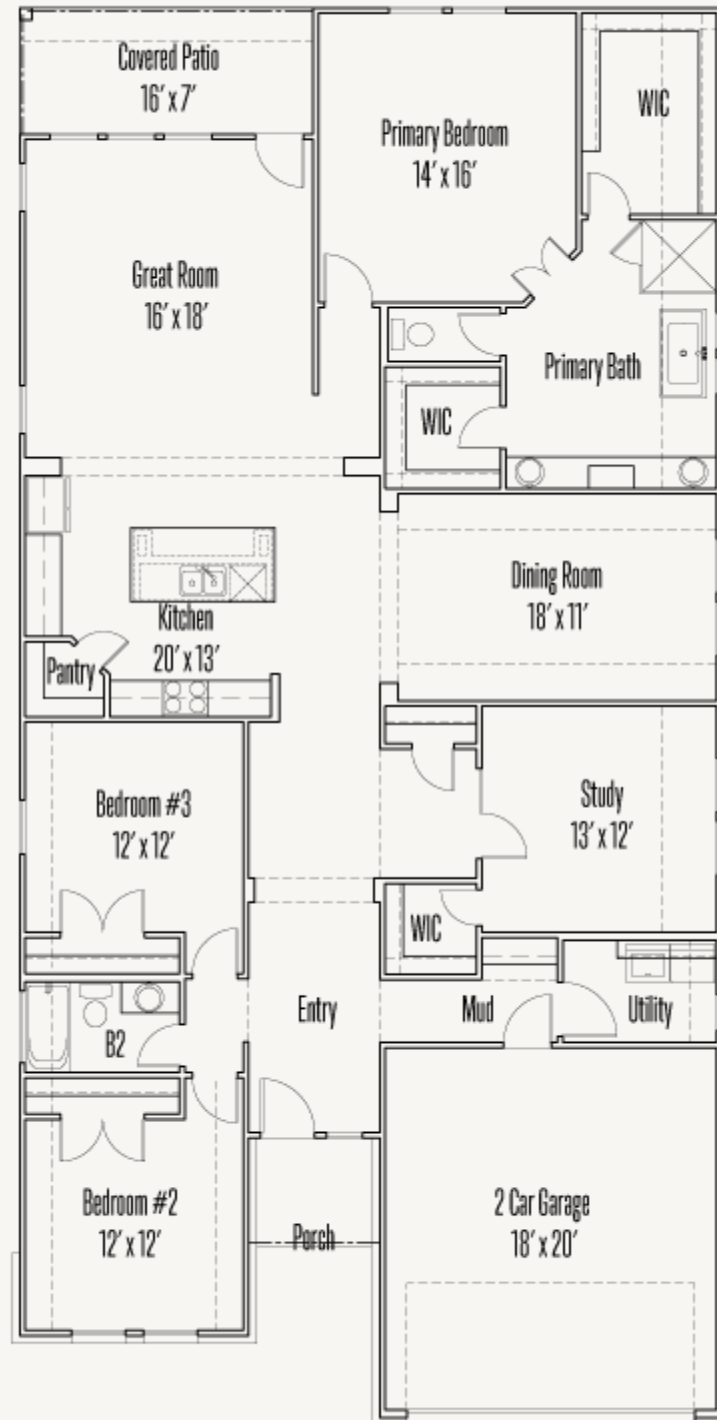 Covered Patio
16' x 7'
Primary Bedroom
14' x 16'
WIC
Great Room
16' x 18'
Primary Bath
WIC
Dining Room
18' x 11'
Kitchen
20' x 13'
Pantry
Bedroom #3
12' x 12'
Study
13' x 12'
WIC
Entry
Mud
Utility
B2
Bedroom #2
12' x 12'
Porch
2 Car Garage
18' x 20'